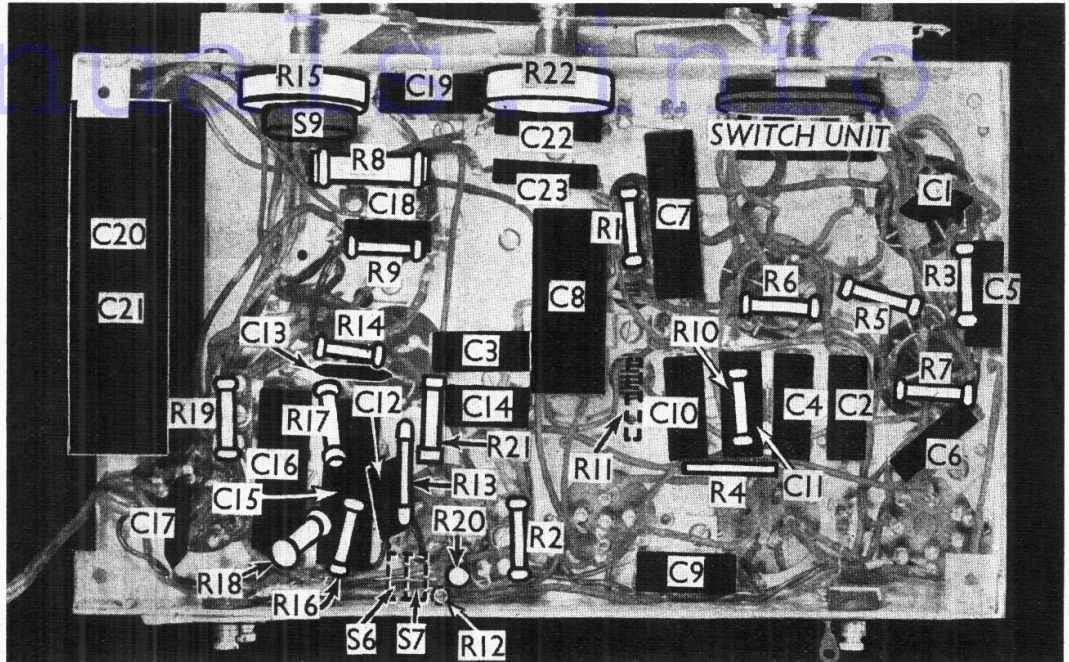 nuals.info
R15
C19
R22
S9
C22
SWITCH UNIT
R8
C23
C1
C18
R1
C7
C20
R9
C8
R6
R3
C5
C21
R5
C13
R14
C3
R10
R7
R19
R17
C12
C14
C10
C4
C2
R21
R11
C16
C15
R13
R4
C11
C6
C17
R20
R2
C9
R18
R16
S6
S7
R12